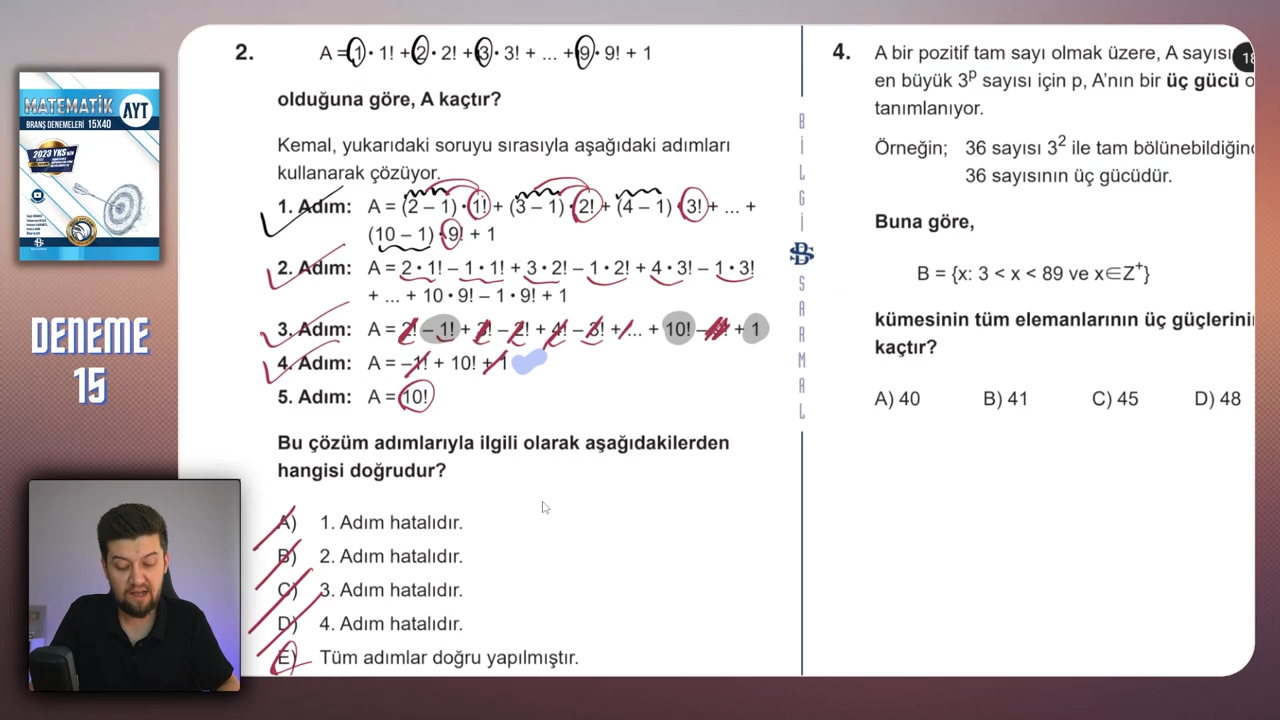 MATEMATİK AYT
BRANŞ DENEMELERİ 15X40
2023 YKS'NİN
DENEME
15
2. A = 1 · 1! + 2 · 2! + 3 · 3! + ... + 9 · 9! + 1
olduğuna göre, A kaçtır?
Kemal, yukarıdaki soruyu sırasıyla aşağıdaki adımları
kullanarak çözüyor.
1. Adım: A = (2 – 1) · 1! + (3 – 1) · 2! + (4 – 1) · 3! + ... +
(10 – 1) · 9! + 1
2. Adım: A = 2 · 1! – 1 · 1! + 3 · 2! – 1 · 2! + 4 · 3! – 1 · 3!
+ ... + 10 · 9! – 1 · 9! + 1
3. Adım: A = 2! – 1! + 3! – 2! + 4! – 3! + ... + 10! – 9! + 1
4. Adım: A = –1! + 10! + 1
5. Adım: A = 10!
Bu çözüm adımlarıyla ilgili olarak aşağıdakilerden
hangisi doğrudur?
A) 1. Adım hatalıdır.
B) 2. Adım hatalıdır.
C) 3. Adım hatalıdır.
D) 4. Adım hatalıdır.
E) Tüm adımlar doğru yapılmıştır.
BİLGİ
SARMAL
4. A bir pozitif tam sayı olmak üzere, A sayısı
18
en büyük 3ᵖ sayısı için p, A'nın bir üç gücü o
tanımlanıyor.
Örneğin; 36 sayısı 3² ile tam bölünebildiğind
36 sayısının üç gücüdür.
Buna göre,
B = {x: 3 < x < 89 ve x∈Z⁺}
kümesinin tüm elemanlarının üç güçlerinin
kaçtır?
A) 40 B) 41 C) 45 D) 48